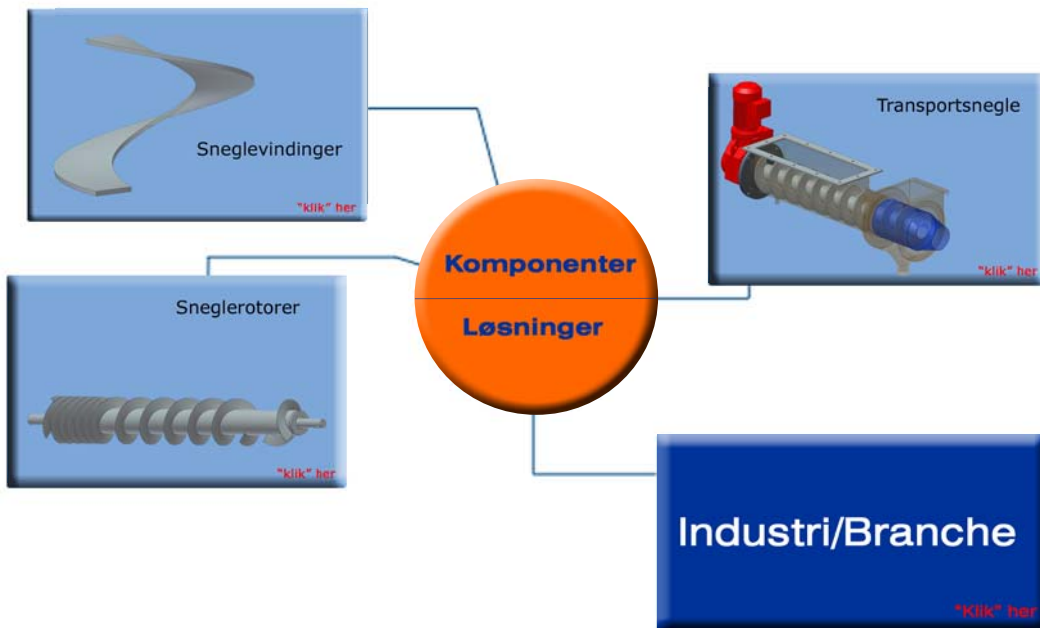 Sneglevindinger
"klik" her
Transportsnegle
"klik" her
Komponenter
Løsninger
Sneglerotorer
"klik" her
Industri/Branche
"Klik" her